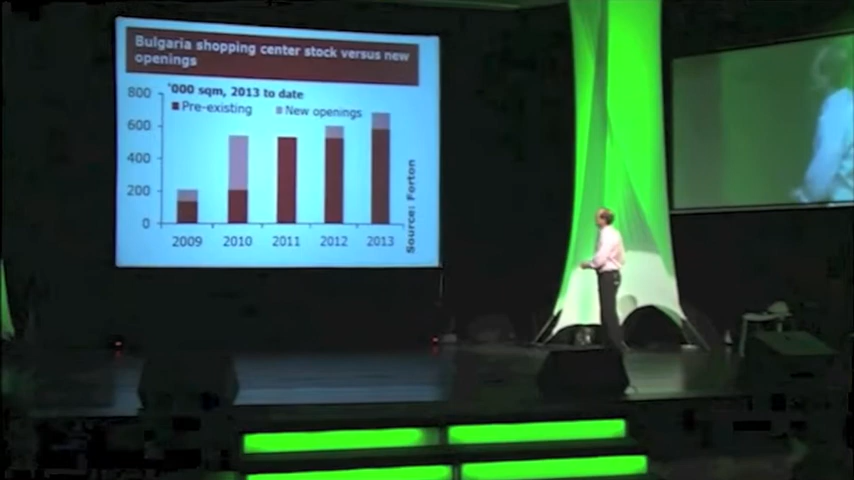 Bulgaria shopping center stock versus new
openings
'000 sqm, 2013 to date
Pre-existing New openings
800
600
400
200
0
2009 2010 2011 2012 2013
Source: Forton